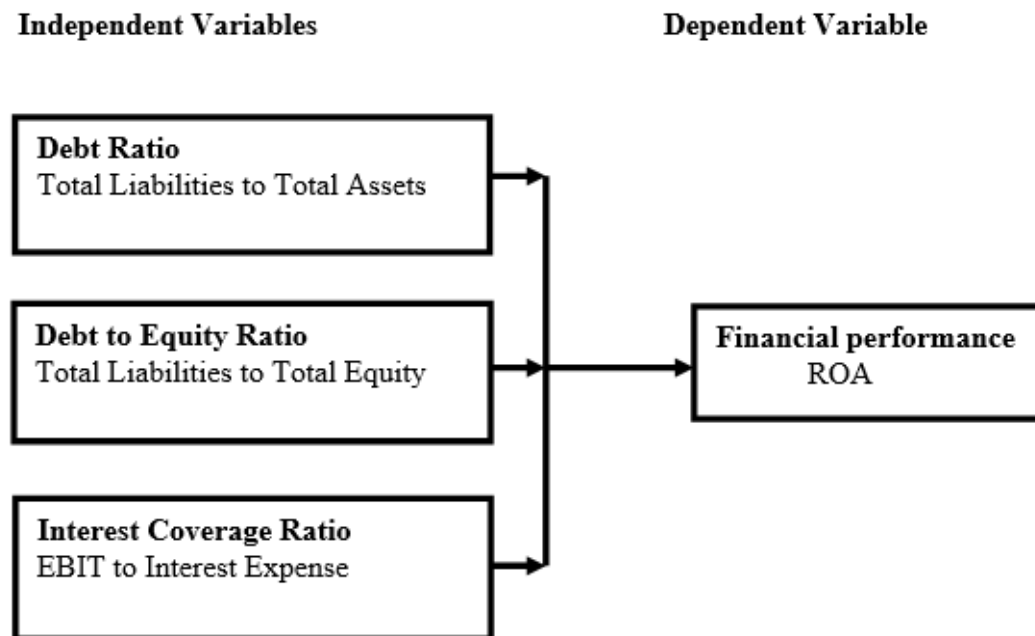 Independent Variables
Dependent Variable
Debt Ratio
Total Liabilities to Total Assets
Debt to Equity Ratio
Total Liabilities to Total Equity
Financial performance
ROA
Interest Coverage Ratio
EBIT to Interest Expense